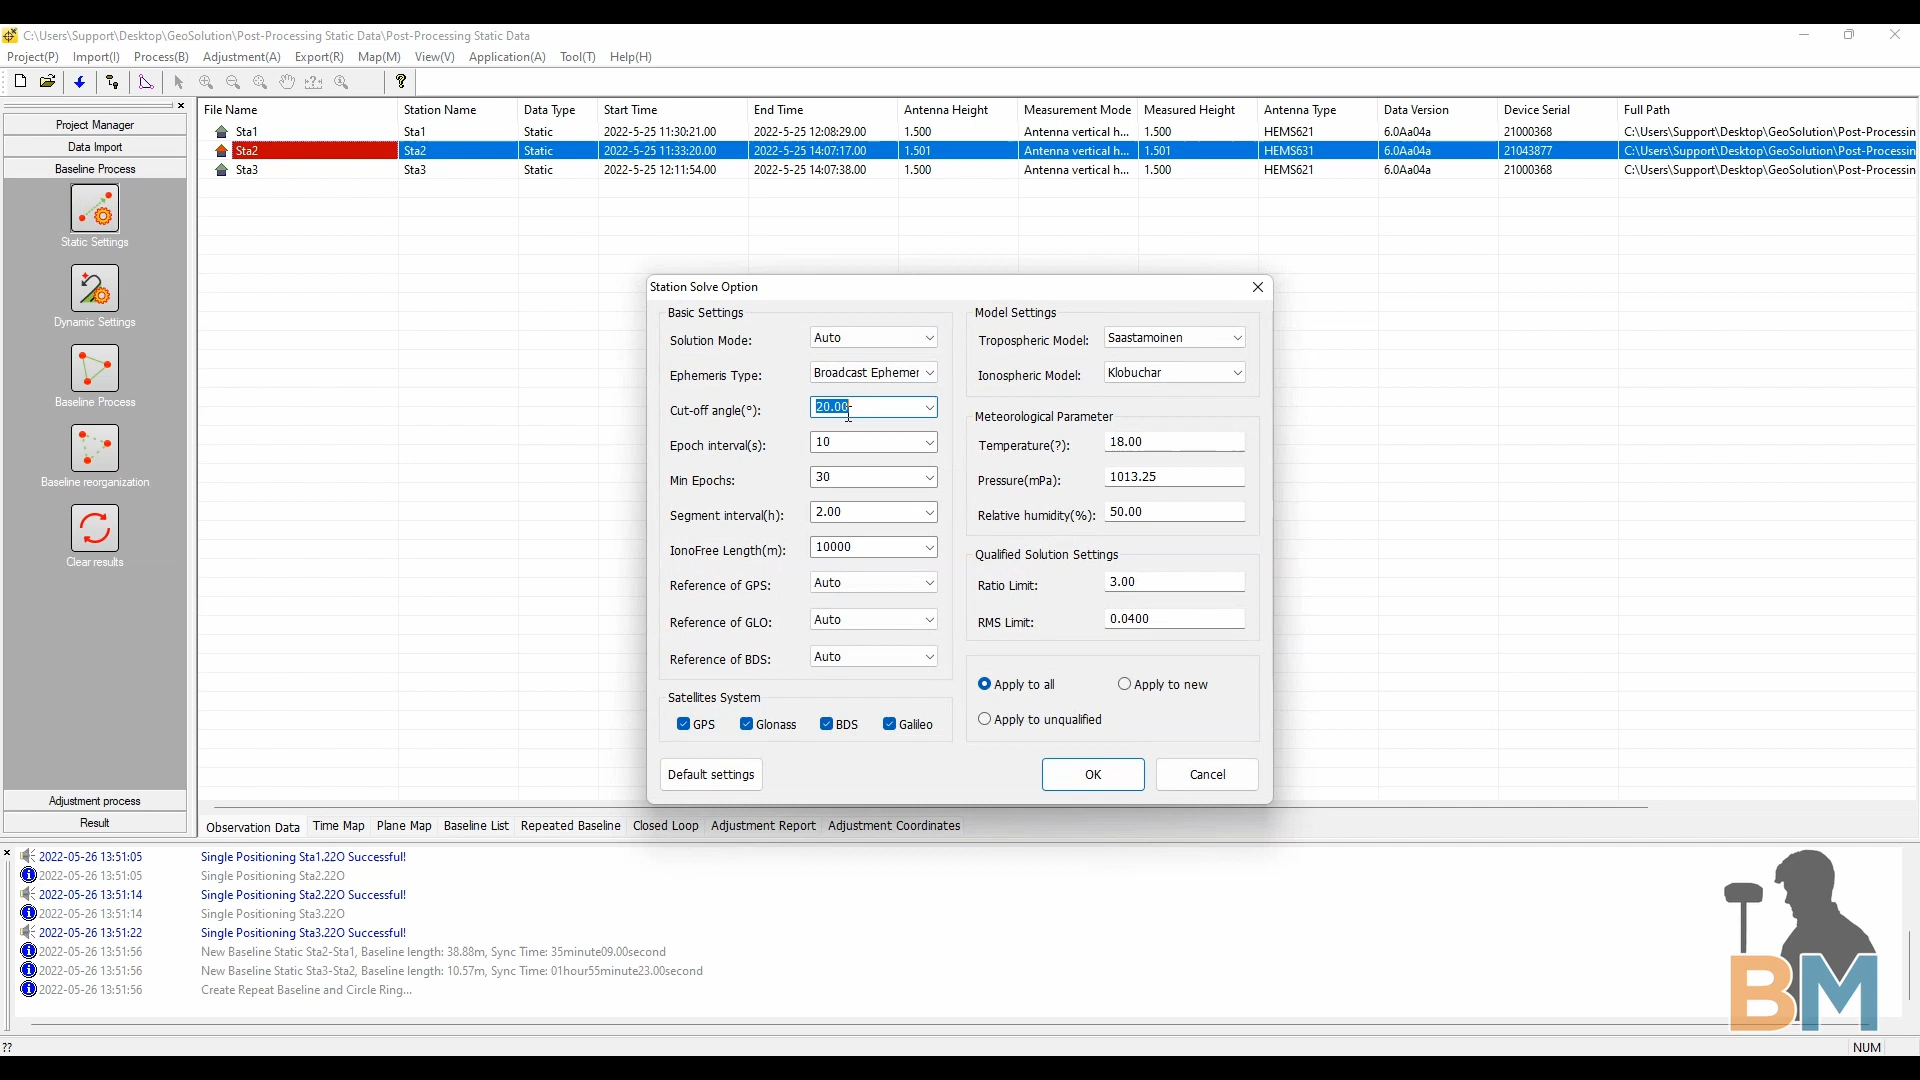 C:\Users\Support\Desktop\GeoSolution\Post-Processing Static Data\Post-Processing Static Data
Project(P) Import(I) Process(B) Adjustment(A) Export(R) Map(M) View(V) Application(A) Tool(T) Help(H)
File Name Station Name Data Type Start Time End Time Antenna Height Measurement Mode Measured Height Antenna Type Data Version Device Serial Full Path
Sta1 Sta1 Static 2022-5-25 11:30:21.00 2022-5-25 12:08:29.00 1.500 Antenna vertical h... 1.500 HEMS621 6.0Aa04a 21000368 C:\Users\Support\Desktop\GeoSolution\Post-Processin
Sta2 Sta2 Static 2022-5-25 11:33:20.00 2022-5-25 14:07:17.00 1.501 Antenna vertical h... 1.501 HEMS631 6.0Aa04a 21043877 C:\Users\Support\Desktop\GeoSolution\Post-Processin
Sta3 Sta3 Static 2022-5-25 12:11:54.00 2022-5-25 14:07:38.00 1.500 Antenna vertical h... 1.500 HEMS621 6.0Aa04a 21000368 C:\Users\Support\Desktop\GeoSolution\Post-Processin
Project Manager
Data Import
Baseline Process
Static Settings
Dynamic Settings
Baseline Process
Baseline reorganization
Clear results
Adjustment process
Result
Station Solve Option
Basic Settings
Solution Mode: Auto
Ephemeris Type: Broadcast Ephemer
Cut-off angle(°): 20.00
Epoch interval(s): 10
Min Epochs: 30
Segment interval(h): 2.00
IonoFree Length(m): 10000
Reference of GPS: Auto
Reference of GLO: Auto
Reference of BDS: Auto
Satellites System
GPS Glonass BDS Galileo
Default settings
Model Settings
Tropospheric Model: Saastamoinen
Ionospheric Model: Klobuchar
Meteorological Parameter
Temperature(?): 18.00
Pressure(mPa): 1013.25
Relative humidity(%): 50.00
Qualified Solution Settings
Ratio Limit: 3.00
RMS Limit: 0.0400
Apply to all Apply to new
Apply to unqualified
OK Cancel
Observation Data Time Map Plane Map Baseline List Repeated Baseline Closed Loop Adjustment Report Adjustment Coordinates
2022-05-26 13:51:05 Single Positioning Sta1.22O Successful!
2022-05-26 13:51:05 Single Positioning Sta2.22O
2022-05-26 13:51:14 Single Positioning Sta2.22O Successful!
2022-05-26 13:51:14 Single Positioning Sta3.22O
2022-05-26 13:51:22 Single Positioning Sta3.22O Successful!
2022-05-26 13:51:56 New Baseline Static Sta2-Sta1, Baseline length: 38.88m, Sync Time: 35minute09.00second
2022-05-26 13:51:56 New Baseline Static Sta3-Sta2, Baseline length: 10.57m, Sync Time: 01hour55minute23.00second
2022-05-26 13:51:56 Create Repeat Baseline and Circle Ring...
BM
?? NUM